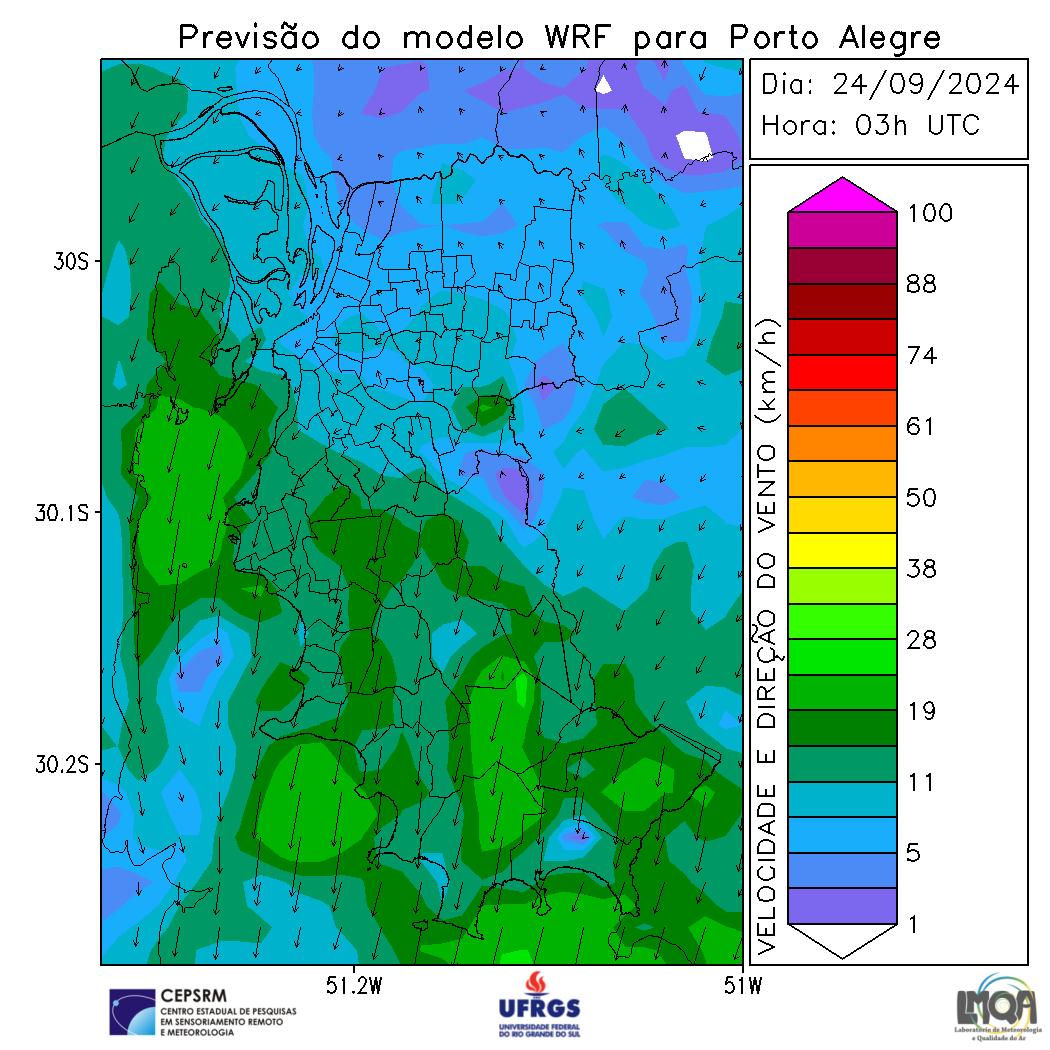 Previsão do modelo WRF para Porto Alegre
Dia: 24/09/2024
Hora: 03h UTC
100
88
74
61
50
38
28
19
11
5
1
VELOCIDADE E DIREÇÃO DO VENTO (km/h)
30S
30.1S
30.2S
51.2W
51W
CEPSRM
CENTRO ESTADUAL DE PESQUISAS
EM SENSORIAMENTO REMOTO
E METEOROLOGIA
UFRGS
UNIVERSIDADE FEDERAL
DO RIO GRANDE DO SUL
LMQA
Laboratório de Meteorologia
e Qualidade do Ar